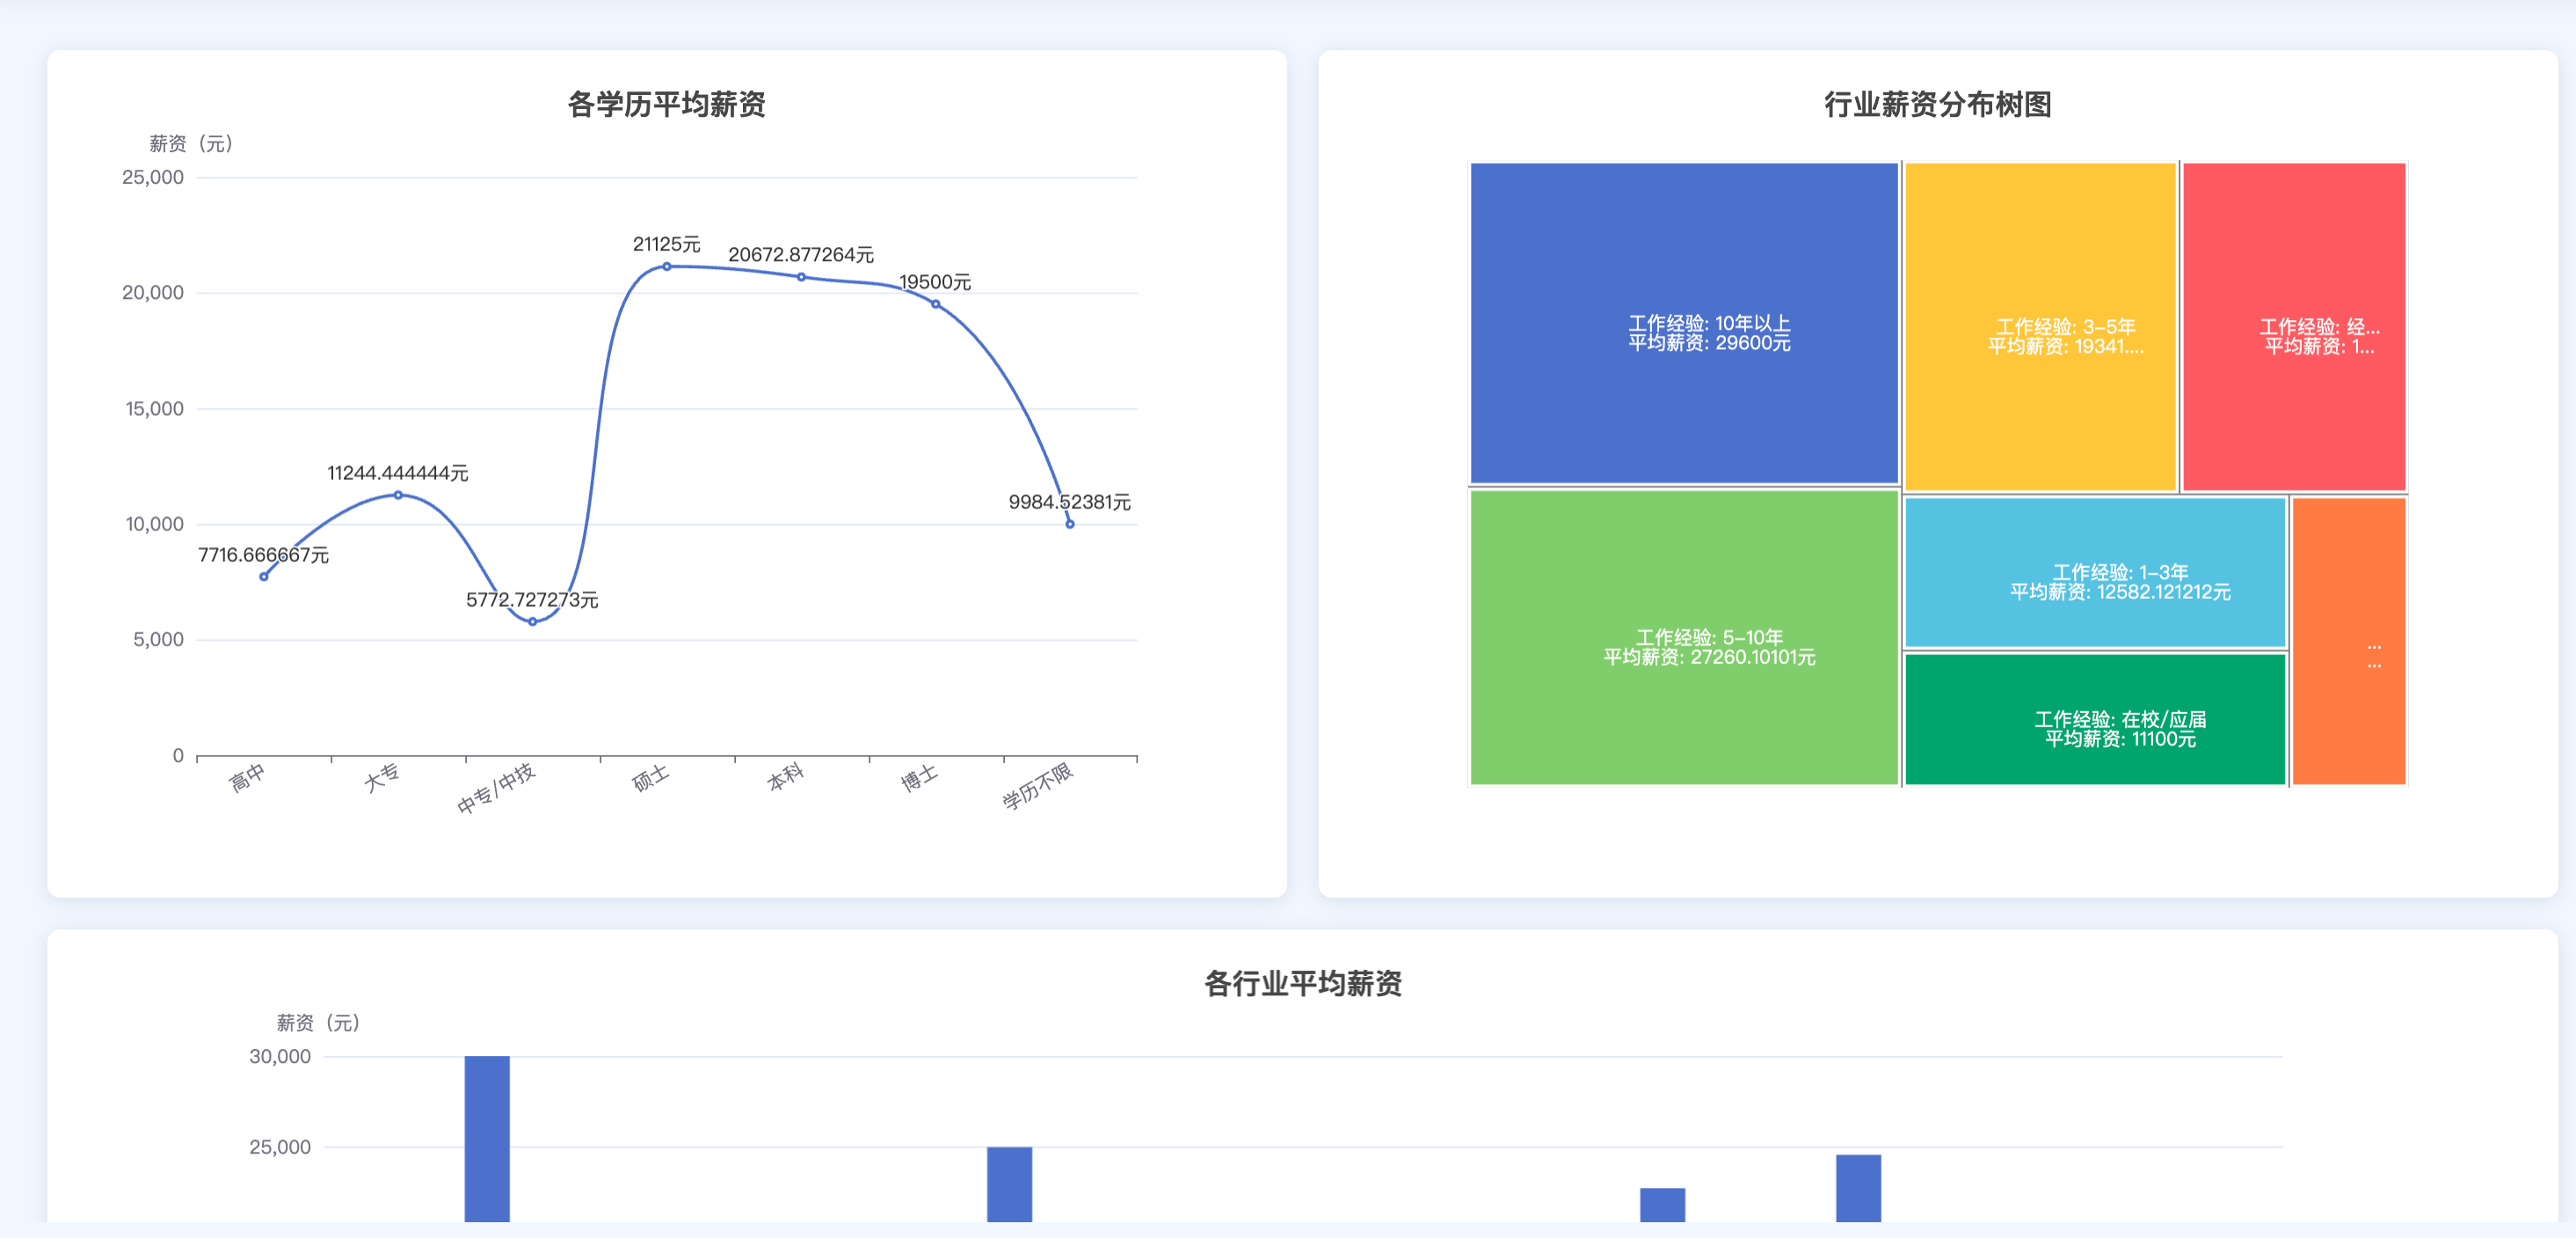 各学历平均薪资
薪资（元）
25,000
20,000
15,000
10,000
5,000
0
7716.666667元
11244.444444元
5772.727273元
21125元
20672.877264元
19500元
9984.52381元
高中
大专
中专/中技
硕士
本科
博士
学历不限
行业薪资分布树图
工作经验: 10年以上
平均薪资: 29600元
工作经验: 3-5年
平均薪资: 19341....
工作经验: 经...
平均薪资: 1...
工作经验: 5-10年
平均薪资: 27260.10101元
工作经验: 1-3年
平均薪资: 12582.121212元
工作经验: 在校/应届
平均薪资: 11100元
...
...
各行业平均薪资
薪资（元）
30,000
25,000